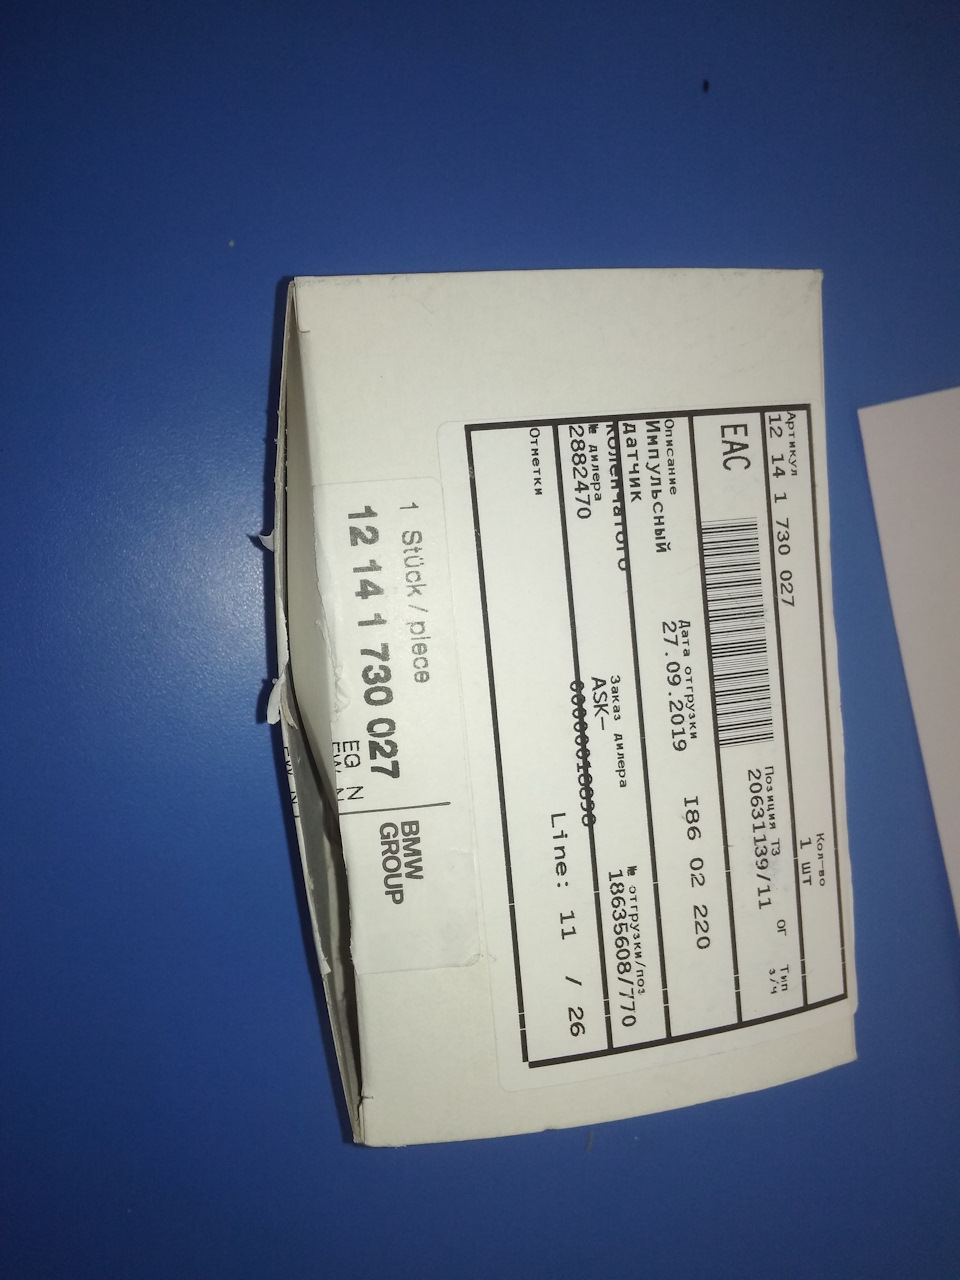 Артикул
12 14 1 730 027
Кол-во
1 шт
EAC
Позиция ТЗ
20631139/11
ОГ
Тип
з/ч
Описание
Импульсный
датчик
коленчатого
Дата отгрузки
27.09.2019
I86 02 220
№ дилера
2882470
Заказ дилера
ASK-
№ отгрузки/поз.
18635608/770
Отметки
Line: 11 / 26
1 Stück / piece
12 14 1 730 027
EG N
BMW
GROUP